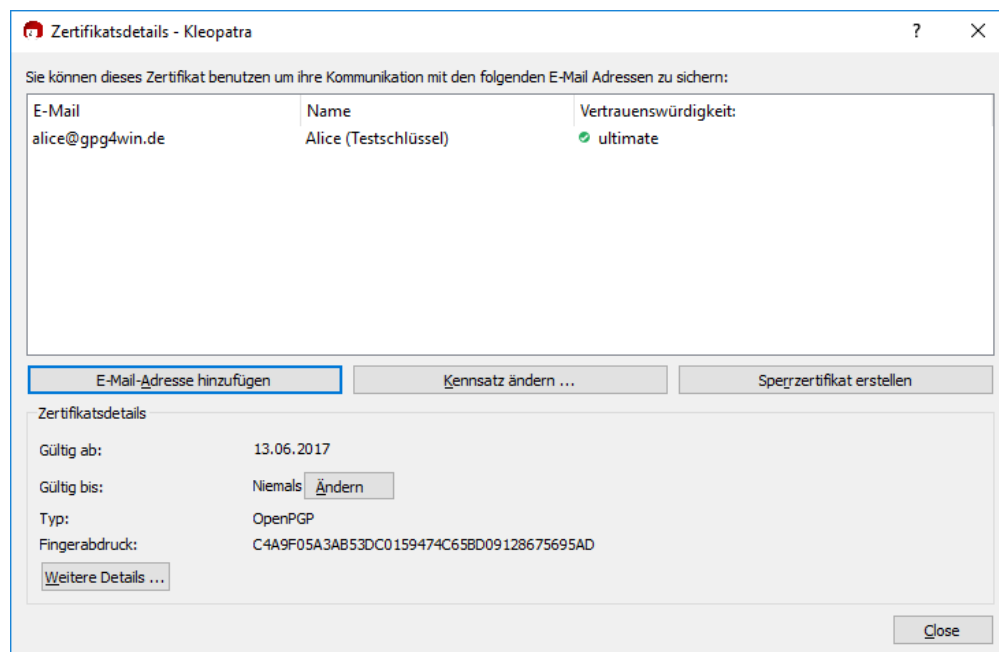 Zertifikatsdetails - Kleopatra
?
Sie können dieses Zertifikat benutzen um ihre Kommunikation mit den folgenden E-Mail Adressen zu sichern:
E-Mail Name Vertrauenswürdigkeit:
alice@gpg4win.de Alice (Testschlüssel) ultimate
E-Mail-Adresse hinzufügen Kennsatz ändern ... Sperrzertifikat erstellen
Zertifikatsdetails
Gültig ab: 13.06.2017
Gültig bis: Niemals Ändern
Typ: OpenPGP
Fingerabdruck: C4A9F05A3AB53DC0159474C65BD09128675695AD
Weitere Details ...
Close